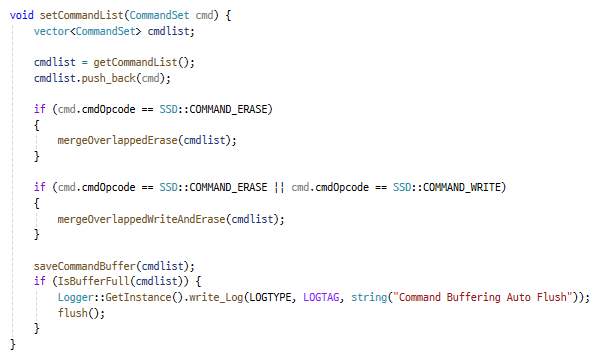 void setCommandList(CommandSet cmd) {
    vector<CommandSet> cmdlist;

    cmdlist = getCommandList();
    cmdlist.push_back(cmd);

    if (cmd.cmdOpcode == SSD::COMMAND_ERASE)
    {
        mergeOverlappedErase(cmdlist);
    }

    if (cmd.cmdOpcode == SSD::COMMAND_ERASE || cmd.cmdOpcode == SSD::COMMAND_WRITE)
    {
        mergeOverlappedWriteAndErase(cmdlist);
    }

    saveCommandBuffer(cmdlist);
    if (IsBufferFull(cmdlist)) {
        Logger::GetInstance().write_Log(LOGTYPE, LOGTAG, string("Command Buffering Auto Flush"));
        flush();
    }
}